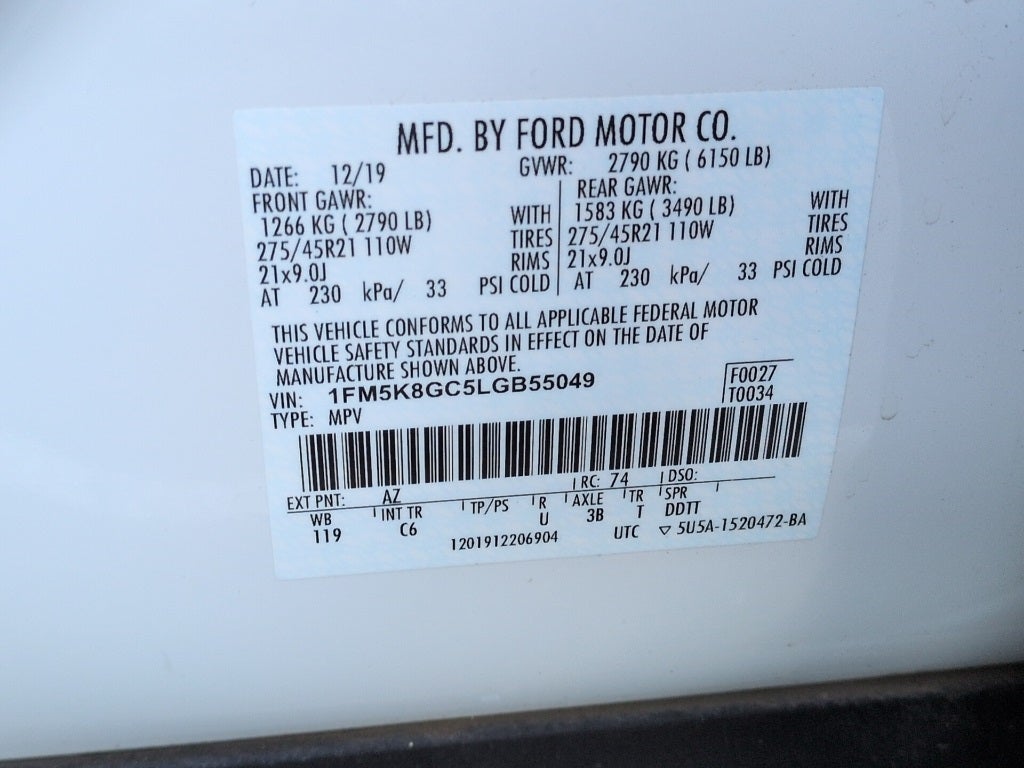 MFD. BY FORD MOTOR CO.
DATE: 12/19 GVWR: 2790 KG ( 6150 LB)
FRONT GAWR: REAR GAWR:
1266 KG ( 2790 LB) WITH 1583 KG ( 3490 LB) WITH
275/45R21 110W TIRES 275/45R21 110W TIRES
21x9.0J RIMS 21x9.0J RIMS
AT 230 kPa/ 33 PSI COLD AT 230 kPa/ 33 PSI COLD
THIS VEHICLE CONFORMS TO ALL APPLICABLE FEDERAL MOTOR
VEHICLE SAFETY STANDARDS IN EFFECT ON THE DATE OF
MANUFACTURE SHOWN ABOVE.
VIN: 1FM5K8GC5LGB55049 F0027
TYPE: MPV T0034
EXT PNT: AZ RC: 74 DSO:
WB INT TR TP/PS R AXLE TR SPR
119 C6 U 3B T DDTT
1201912206904 UTC ▽ 5U5A-1520472-BA